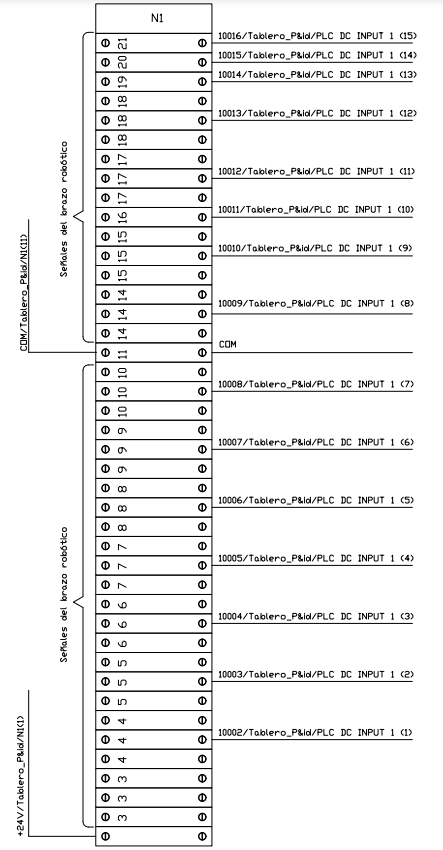 N1
21 10016/Tablero_P&id/PLC DC INPUT 1 (15)
20 10015/Tablero_P&id/PLC DC INPUT 1 (14)
19 10014/Tablero_P&id/PLC DC INPUT 1 (13)
18
18 10013/Tablero_P&id/PLC DC INPUT 1 (12)
18
17
17 10012/Tablero_P&id/PLC DC INPUT 1 (11)
17
16 10011/Tablero_P&id/PLC DC INPUT 1 (10)
15
15 10010/Tablero_P&id/PLC DC INPUT 1 (9)
15
14
14 10009/Tablero_P&id/PLC DC INPUT 1 (8)
14
Señales del brazo robótico
COM/Tablero_P&id/N1(11)
11 COM
10
10 10008/Tablero_P&id/PLC DC INPUT 1 (7)
10
9
9 10007/Tablero_P&id/PLC DC INPUT 1 (6)
9
8
8 10006/Tablero_P&id/PLC DC INPUT 1 (5)
8
7
7 10005/Tablero_P&id/PLC DC INPUT 1 (4)
7
6
6 10004/Tablero_P&id/PLC DC INPUT 1 (3)
6
5
5 10003/Tablero_P&id/PLC DC INPUT 1 (2)
5
4
4 10002/Tablero_P&id/PLC DC INPUT 1 (1)
4
3
3
3
Señales del brazo robótico
+24V/Tablero_P&id/N1(1)